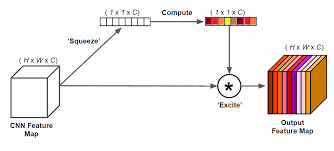 ( 1 x 1 x C )
Compute
( 1 x 1 x C )
'Squeeze'
( H x W x C )
( H x W x C )
*
'Excite'
CNN Feature
Map
Output
Feature Map